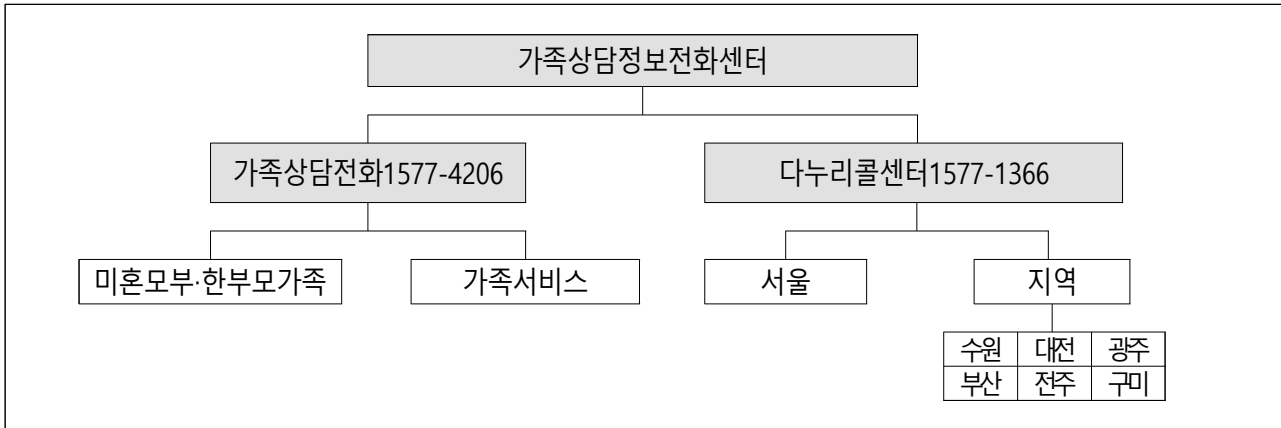 가족상담정보전화센터
가족상담전화1577-4206
다누리콜센터1577-1366
미혼모부·한부모가족
가족서비스
서울
지역
수원 대전 광주
부산 전주 구미